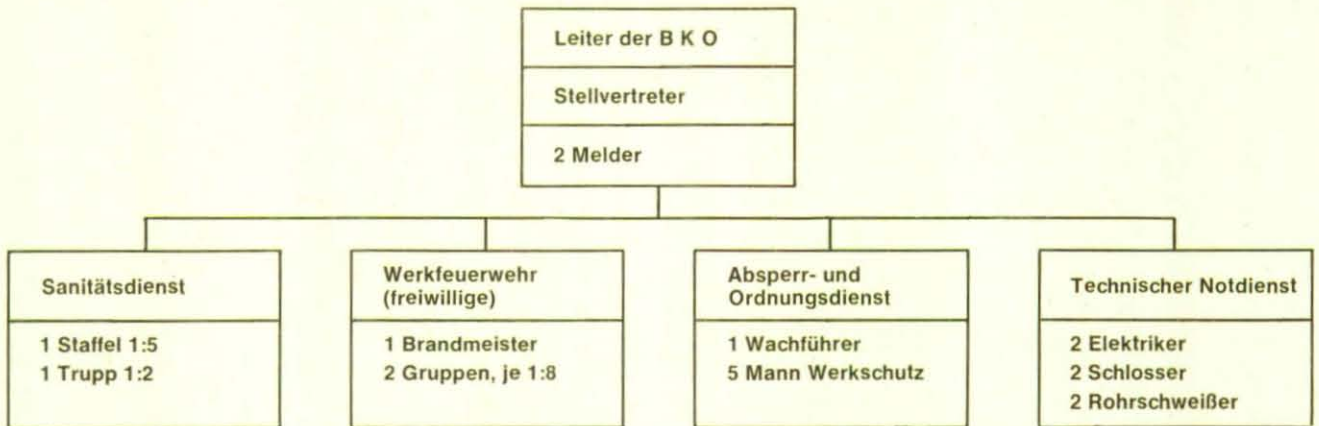 Leiter der B K O
Stellvertreter
2 Melder
Sanitätsdienst
1 Staffel 1:5
1 Trupp 1:2
Werkfeuerwehr
(freiwillige)
1 Brandmeister
2 Gruppen, je 1:8
Absperr- und
Ordnungsdienst
1 Wachführer
5 Mann Werkschutz
Technischer Notdienst
2 Elektriker
2 Schlosser
2 Rohrschweißer